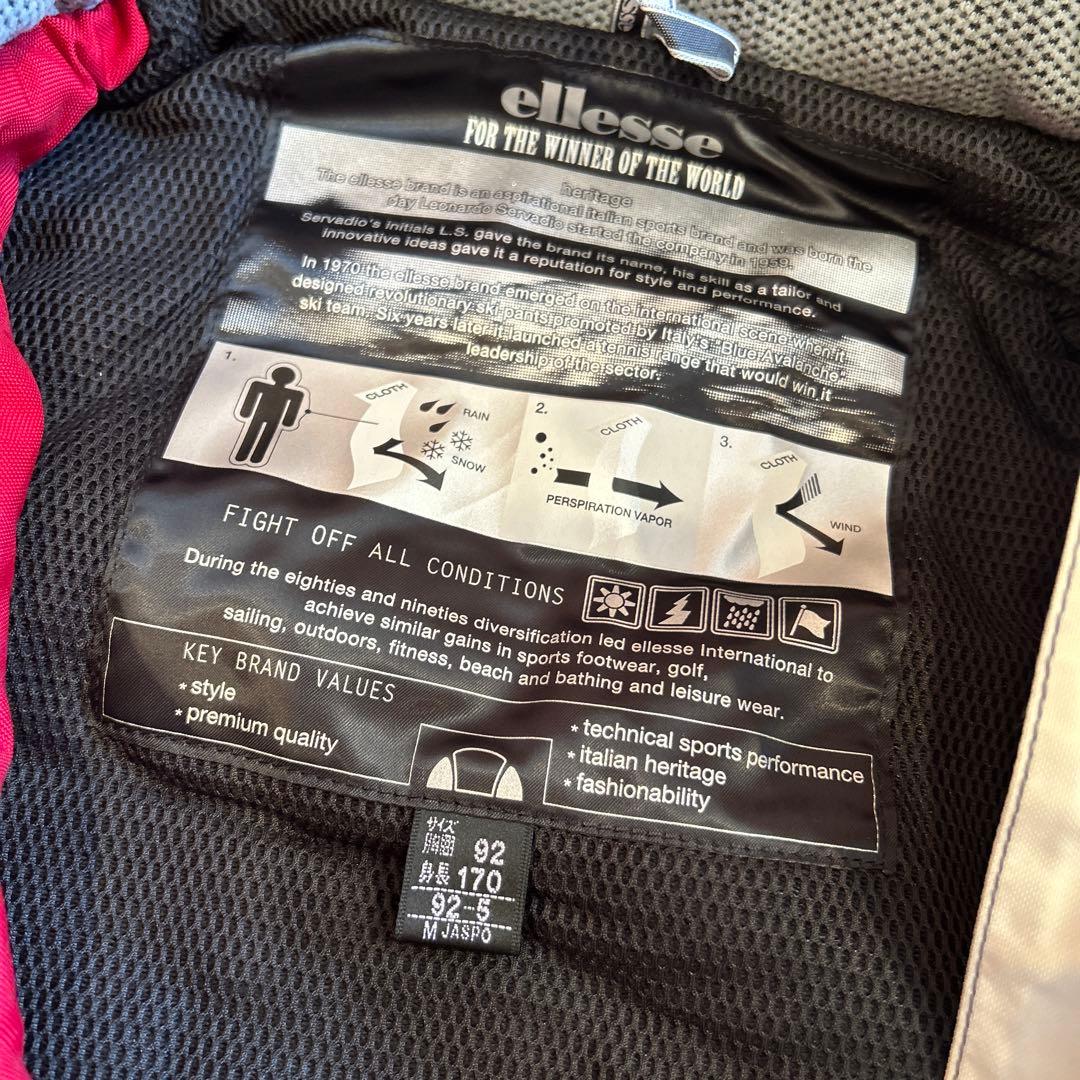 ellesse
FOR THE WINNER OF THE WORLD
heritage
The ellesse brand is an aspirational italian sports brand and was born the
day Leonardo Servadio started the company in 1959.
Servadio's initials L.S. gave the brand its name, his skill as a tailor and
innovative ideas gave it a reputation for style and performance.
In 1970 the ellesse brand emerged on the international scene when it
designed revolutionary ski pants promoted by Italy's "Blue Avalanche"
ski team. Six years later it launched a tennis range that would win it
leadership of the sector.
1.
CLOTH
RAIN
SNOW
2.
CLOTH
PERSPIRATION VAPOR
3.
CLOTH
WIND
FIGHT OFF ALL CONDITIONS
During the eighties and nineties diversification led ellesse International to
achieve similar gains in sports footwear, golf,
sailing, outdoors, fitness, beach and bathing and leisure wear.
KEY BRAND VALUES
* style
* premium quality
* technical sports performance
* italian heritage
* fashionability
サイズ
胸囲 92
身長 170
92-5
M JASPO